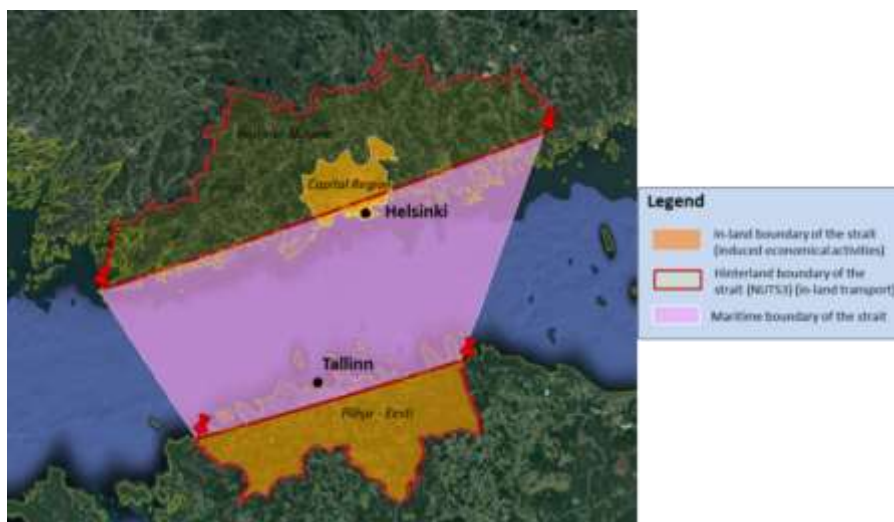 Capital Region
Helsinki
Tallinn
Põhja - Eesti
Legend
In-land boundary of the strait
(induced economical activities)
Hinterland boundary of the
strait (NUTS3) (in-land transport)
Maritime boundary of the strait